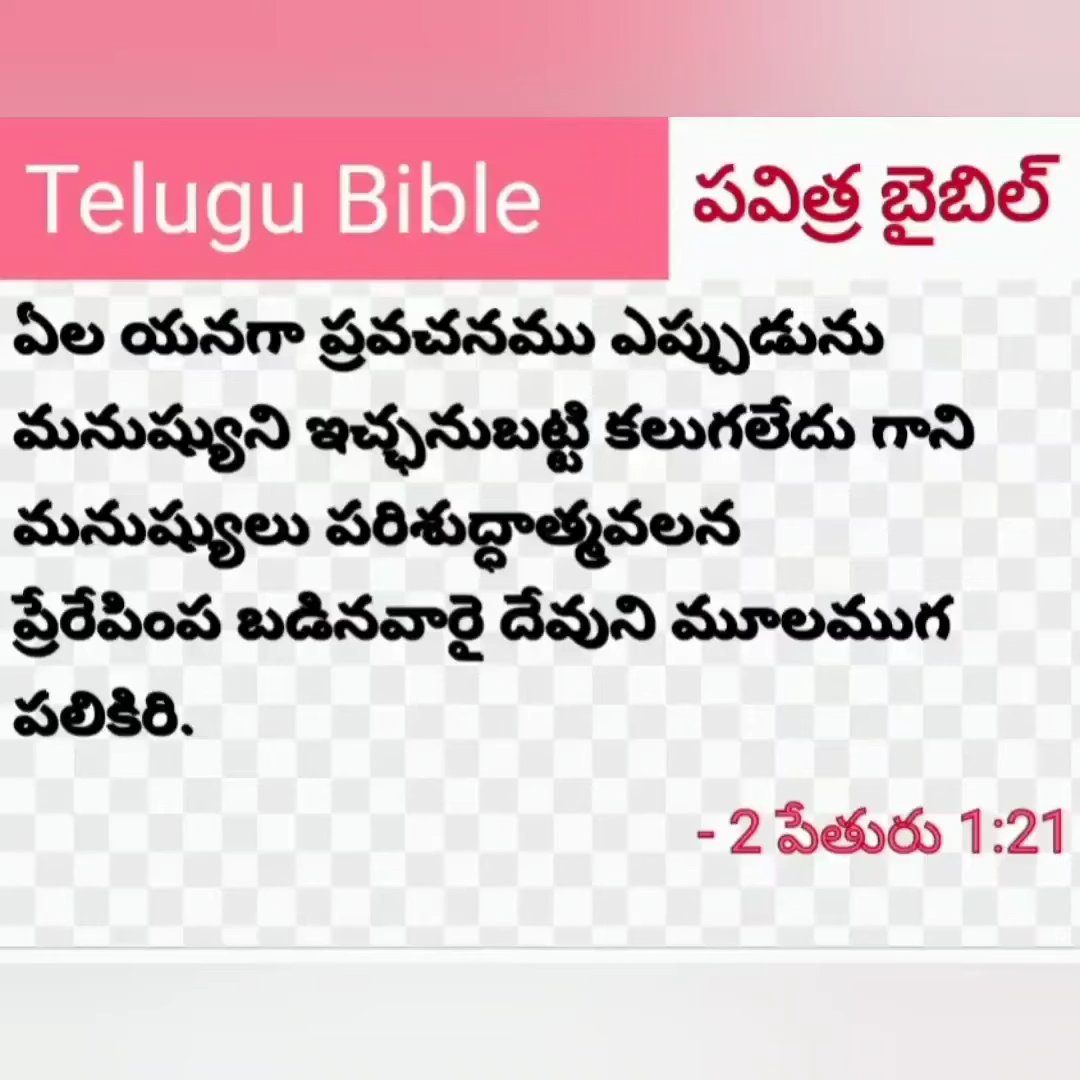 Telugu Bible పవిత్ర బైబిల్
ఏల యనగా ప్రవచనము ఎప్పుడును
మనుష్యుని ఇచ్ఛనుబట్టి కలుగలేదు గాని
మనుష్యులు పరిశుద్ధాత్మవలన
ప్రేరేపింప బడినవారై దేవుని మూలముగ
పలికిరి.
- 2 పేతురు 1:21